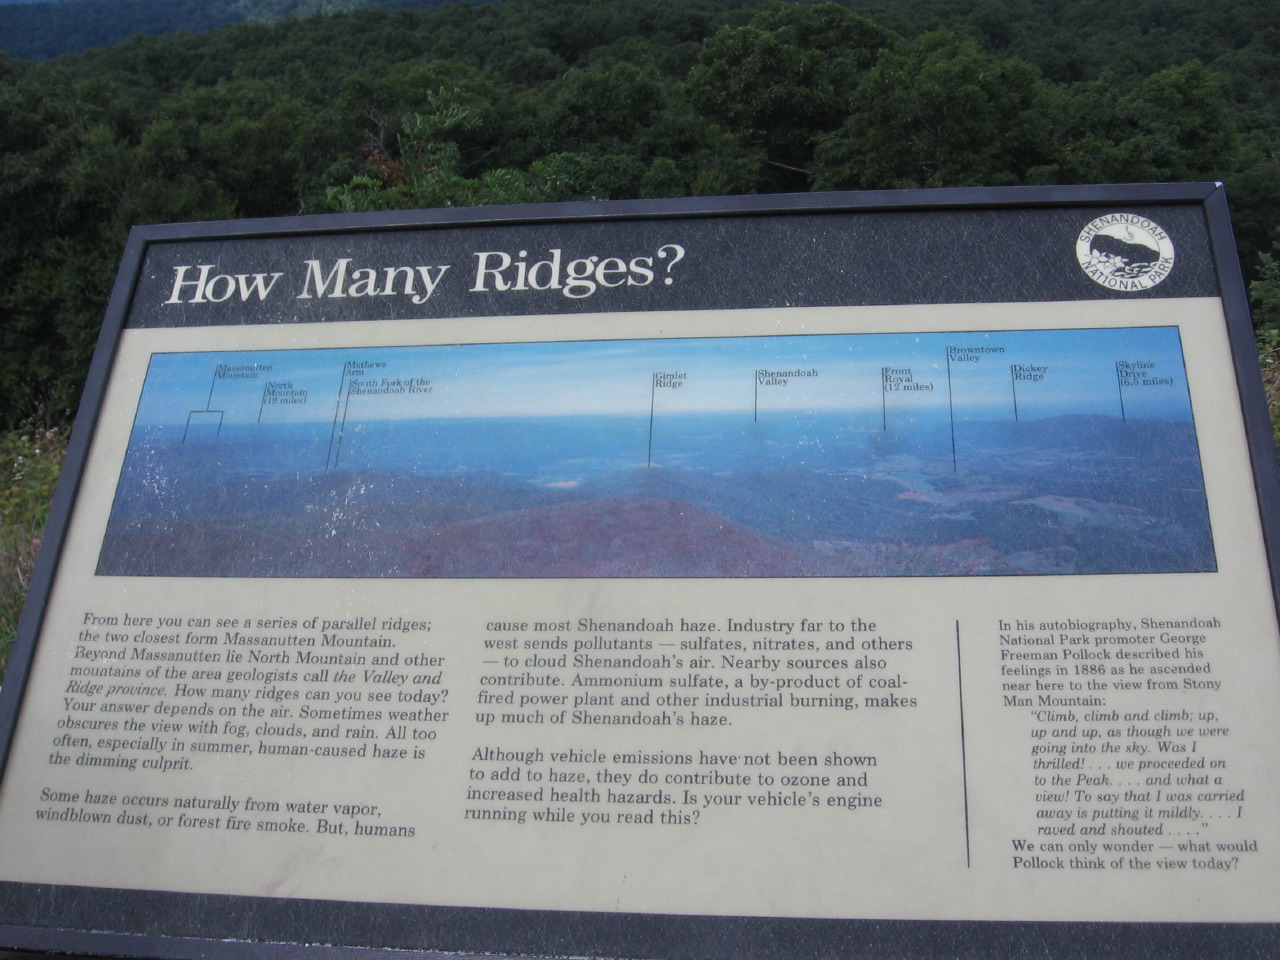 How Many Ridges?
SHENANDOAH
NATIONAL PARK
Massanutten
Mountain
North
Mountain
(19 miles)
Mathews
Arm
South Fork of the
Shenandoah River
Gimlet
Ridge
Shenandoah
Valley
Front
Royal
(12 miles)
Browntown
Valley
Dickey
Ridge
Skyline
Drive
(6.5 miles)
From here you can see a series of parallel ridges;
the two closest form Massanutten Mountain.
Beyond Massanutten lie North Mountain and other
mountains of the area geologists call the Valley and
Ridge province. How many ridges can you see today?
Your answer depends on the air. Sometimes weather
obscures the view with fog, clouds, and rain. All too
often, especially in summer, human-caused haze is
the dimming culprit.
Some haze occurs naturally from water vapor,
windblown dust, or forest fire smoke. But, humans
cause most Shenandoah haze. Industry far to the
west sends pollutants — sulfates, nitrates, and others
— to cloud Shenandoah's air. Nearby sources also
contribute. Ammonium sulfate, a by-product of coal-
fired power plant and other industrial burning, makes
up much of Shenandoah's haze.
Although vehicle emissions have not been shown
to add to haze, they do contribute to ozone and
increased health hazards. Is your vehicle's engine
running while you read this?
In his autobiography, Shenandoah
National Park promoter George
Freeman Pollock described his
feelings in 1886 as he ascended
near here to the view from Stony
Man Mountain:
"Climb, climb and climb; up,
up and up, as though we were
going into the sky. Was I
thrilled! . . . we proceeded on
to the Peak. . . . and what a
view! To say that I was carried
away is putting it mildly. . . . I
raved and shouted . . . ."
We can only wonder — what would
Pollock think of the view today?